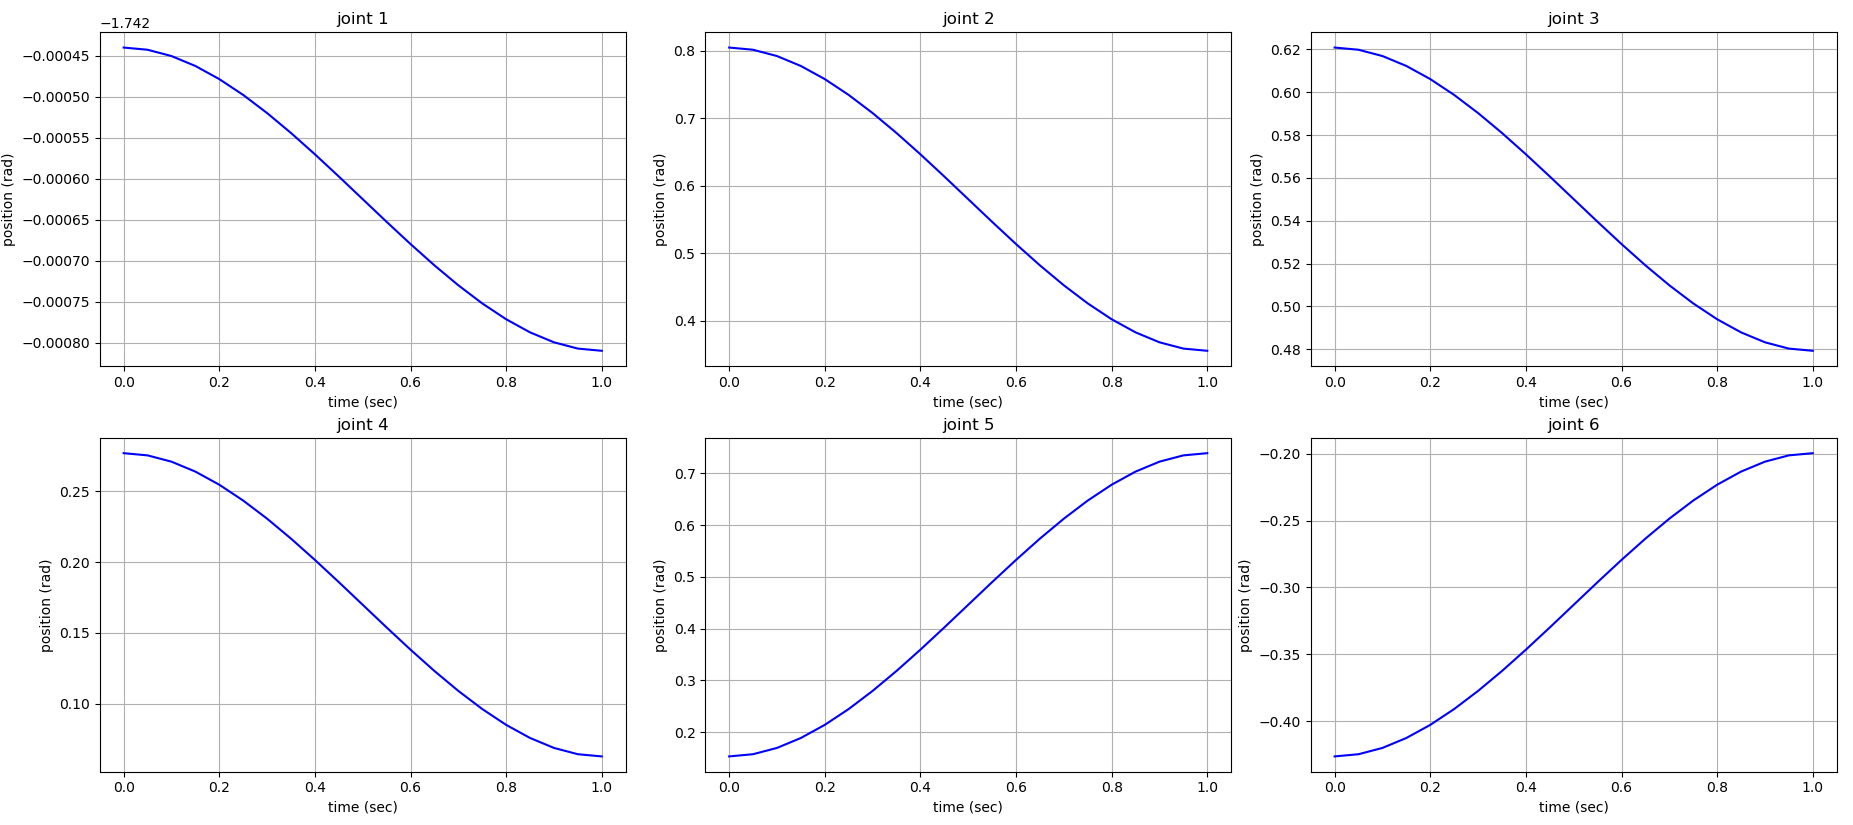 joint 1
−1.742
−0.00045
−0.00050
−0.00055
−0.00060
−0.00065
−0.00070
−0.00075
−0.00080
position (rad)
0.0 0.2 0.4 0.6 0.8 1.0
time (sec)
joint 2
0.8
0.7
0.6
0.5
0.4
position (rad)
0.0 0.2 0.4 0.6 0.8 1.0
time (sec)
joint 3
0.62
0.60
0.58
0.56
0.54
0.52
0.50
0.48
position (rad)
0.0 0.2 0.4 0.6 0.8 1.0
time (sec)
joint 4
0.25
0.20
0.15
0.10
position (rad)
0.0 0.2 0.4 0.6 0.8 1.0
time (sec)
joint 5
0.7
0.6
0.5
0.4
0.3
0.2
position (rad)
0.0 0.2 0.4 0.6 0.8 1.0
time (sec)
joint 6
−0.20
−0.25
−0.30
−0.35
−0.40
position (rad)
0.0 0.2 0.4 0.6 0.8 1.0
time (sec)